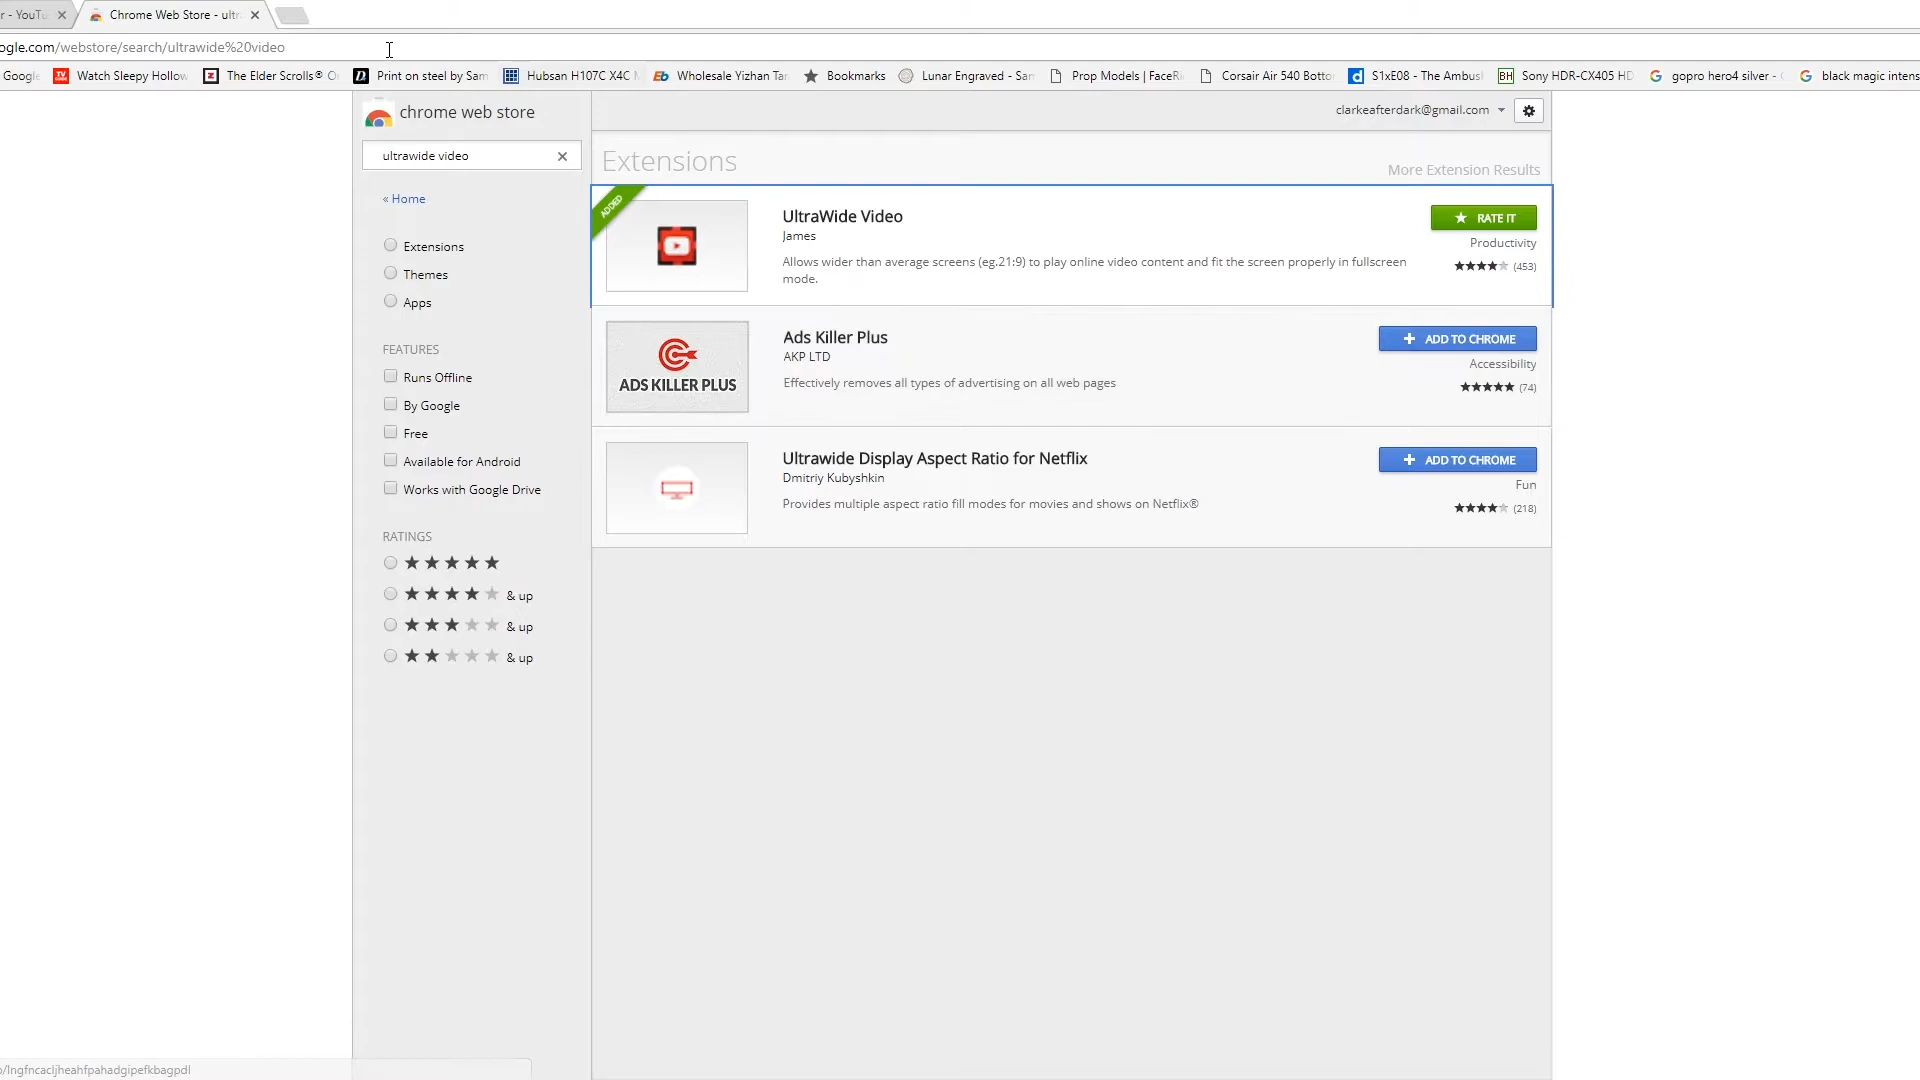 r - YouTu
Chrome Web Store - ultr
ogle.com/webstore/search/ultrawide%20video
Google
Watch Sleepy Hollow
The Elder Scrolls® O
Print on steel by Sam
Hubsan H107C X4C
Wholesale Yizhan Tar
Bookmarks
Lunar Engraved - Sam
Prop Models | FaceRi
Corsair Air 540 Botto
S1xE08 - The Ambus
BH
Sony HDR-CX405 HD
gopro hero4 silver -
black magic intens
chrome web store
clarkeafterdark@gmail.com
ultrawide video
« Home
Extensions
Themes
Apps
FEATURES
Runs Offline
By Google
Free
Available for Android
Works with Google Drive
RATINGS
& up
& up
& up
Extensions
More Extension Results
ADDED
UltraWide Video
James
Allows wider than average screens (eg.21:9) to play online video content and fit the screen properly in fullscreen
mode.
RATE IT
Productivity
(453)
ADS KILLER PLUS
Ads Killer Plus
AKP LTD
Effectively removes all types of advertising on all web pages
ADD TO CHROME
Accessibility
(74)
Ultrawide Display Aspect Ratio for Netflix
Dmitriy Kubyshkin
Provides multiple aspect ratio fill modes for movies and shows on Netflix®
ADD TO CHROME
Fun
(218)
/lngfncacljheahfpahadgipefkbagpdl